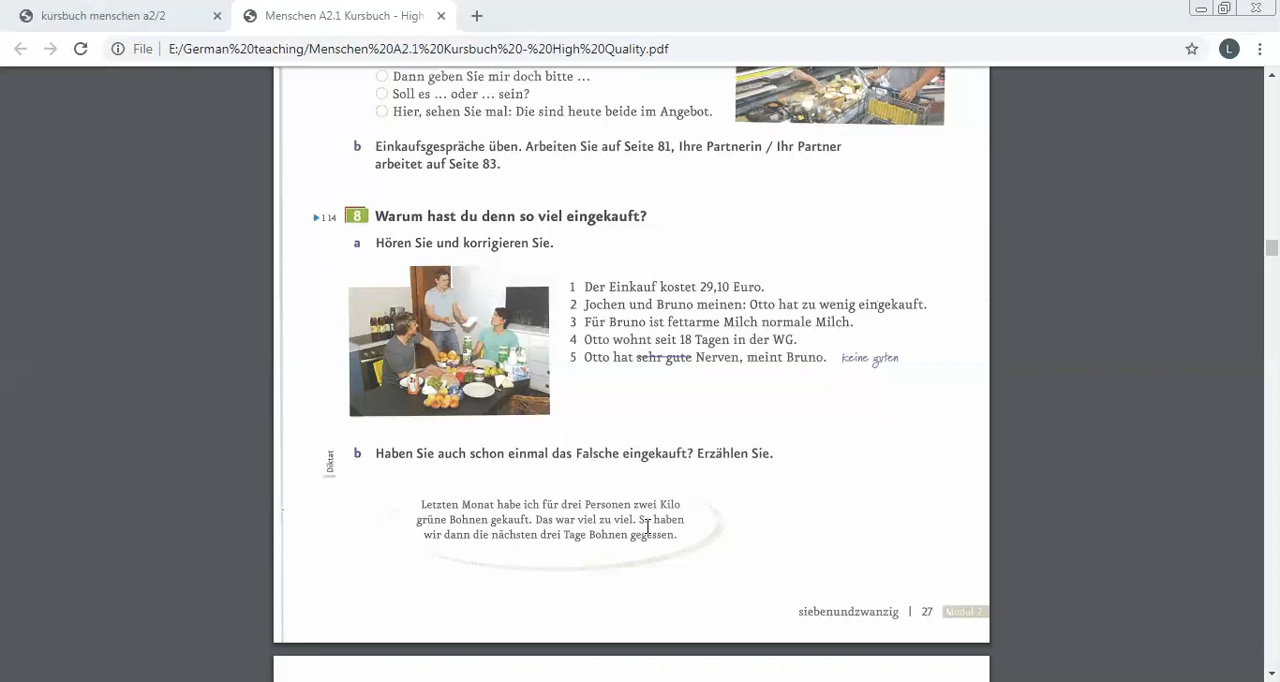 kursbuch menschen a2/2
Menschen A2.1 Kursbuch - High
File
E:/German%20teaching/Menschen%20A2.1%20Kursbuch%20-%20High%20Quality.pdf
L
Dann geben Sie mir doch bitte ...
Soll es ... oder ... sein?
Hier, sehen Sie mal: Die sind heute beide im Angebot.
b Einkaufsgespräche üben. Arbeiten Sie auf Seite 81, Ihre Partnerin / Ihr Partner
arbeitet auf Seite 83.
▶ 1 14 8 Warum hast du denn so viel eingekauft?
a Hören Sie und korrigieren Sie.
1 Der Einkauf kostet 29,10 Euro.
2 Jochen und Bruno meinen: Otto hat zu wenig eingekauft.
3 Für Bruno ist fettarme Milch normale Milch.
4 Otto wohnt seit 18 Tagen in der WG.
5 Otto hat sehr gute Nerven, meint Bruno. keine guten
Diktat
b Haben Sie auch schon einmal das Falsche eingekauft? Erzählen Sie.
Letzten Monat habe ich für drei Personen zwei Kilo
grüne Bohnen gekauft. Das war viel zu viel. So haben
wir dann die nächsten drei Tage Bohnen gegessen.
siebenundzwanzig | 27 Modul 2